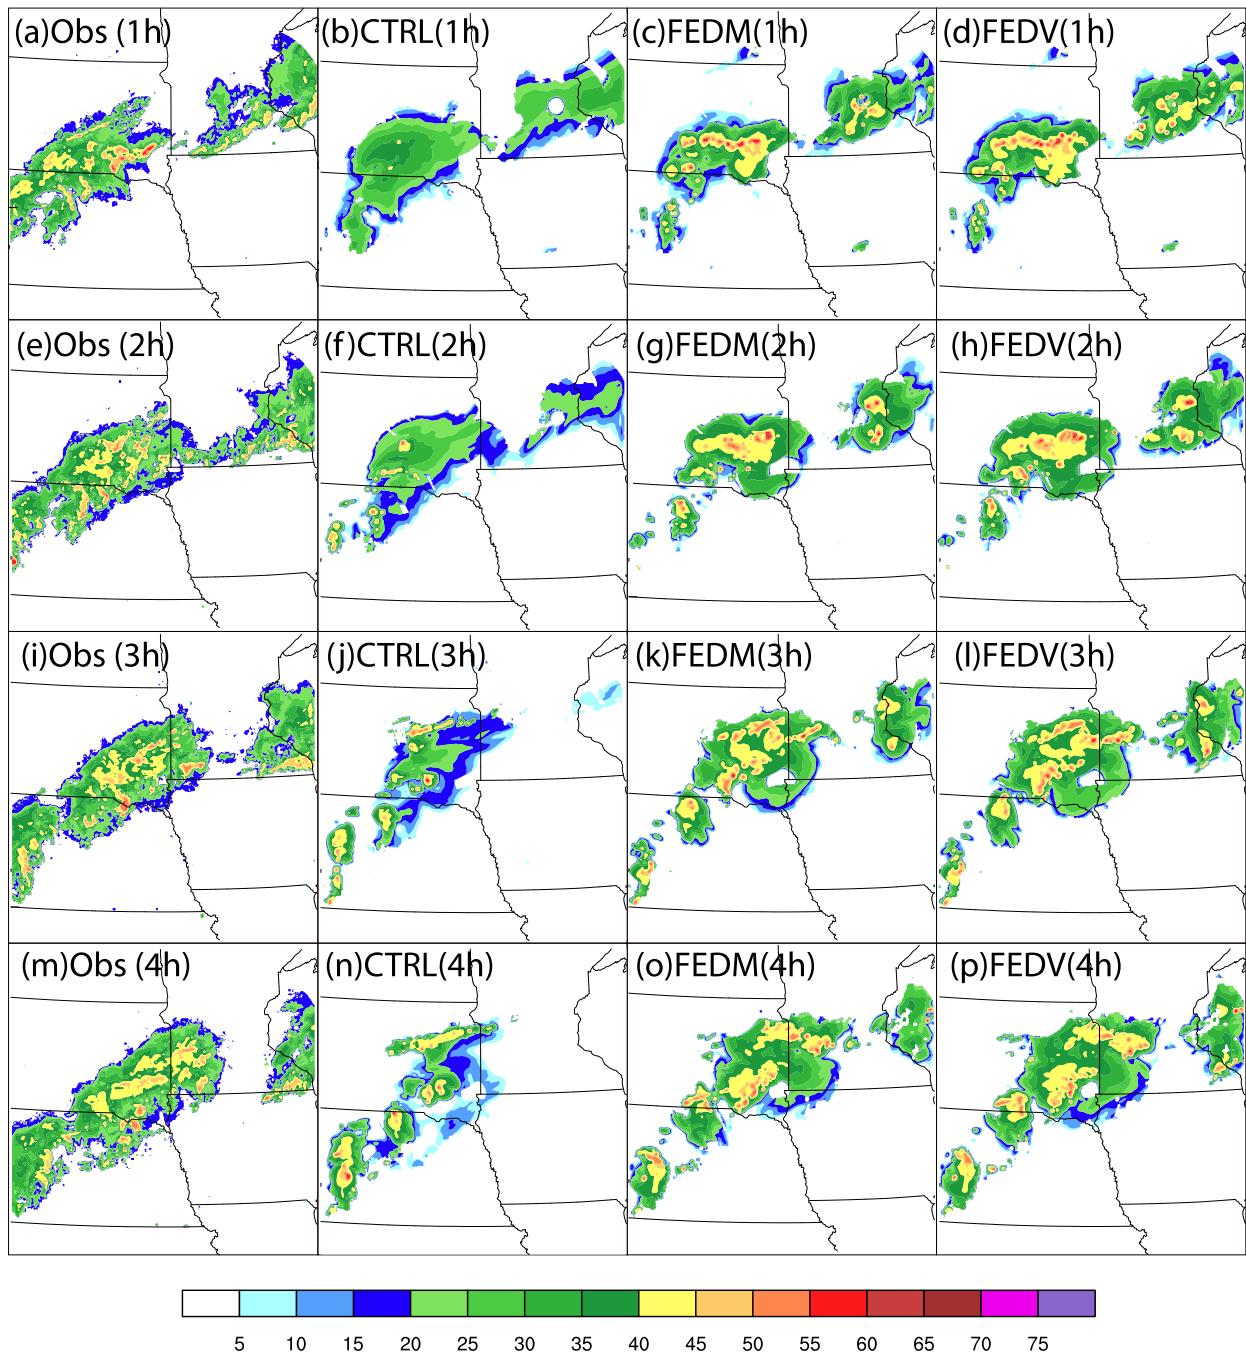 (a)Obs (1h) (b)CTRL(1h) (c)FEDM(1h) (d)FEDV(1h)
(e)Obs (2h) (f)CTRL(2h) (g)FEDM(2h) (h)FEDV(2h)
(i)Obs (3h) (j)CTRL(3h) (k)FEDM(3h) (l)FEDV(3h)
(m)Obs (4h) (n)CTRL(4h) (o)FEDM(4h) (p)FEDV(4h)
5 10 15 20 25 30 35 40 45 50 55 60 65 70 75